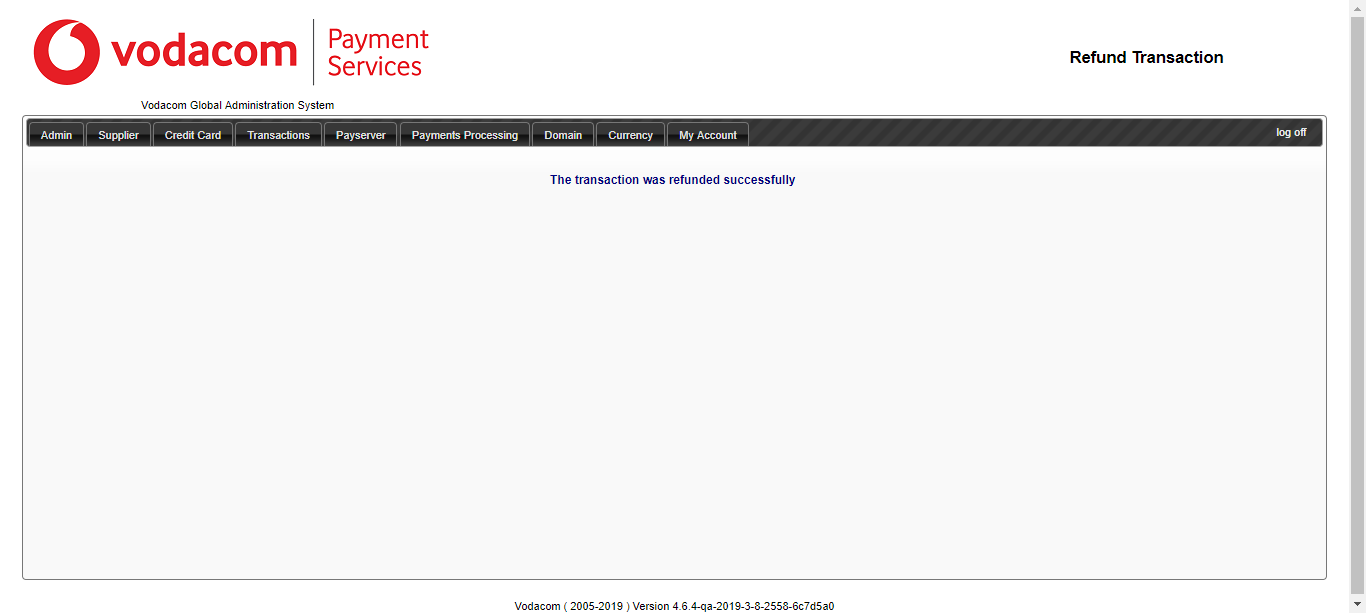 vodacom
Payment
Services
Refund Transaction
Vodacom Global Administration System
Admin Supplier Credit Card Transactions Payserver Payments Processing Domain Currency My Account log off
The transaction was refunded successfully
Vodacom ( 2005-2019 ) Version 4.6.4-qa-2019-3-8-2558-6c7d5a0